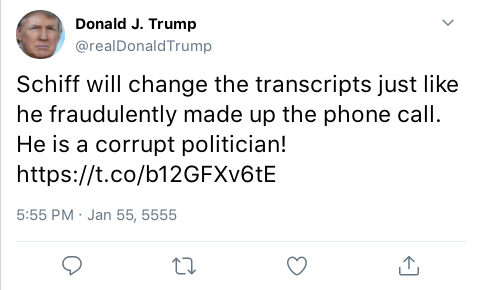 Donald J. Trump
@realDonaldTrump
Schiff will change the transcripts just like
he fraudulently made up the phone call.
He is a corrupt politician!
https://t.co/b12GFXv6tE
5:55 PM · Jan 55, 5555